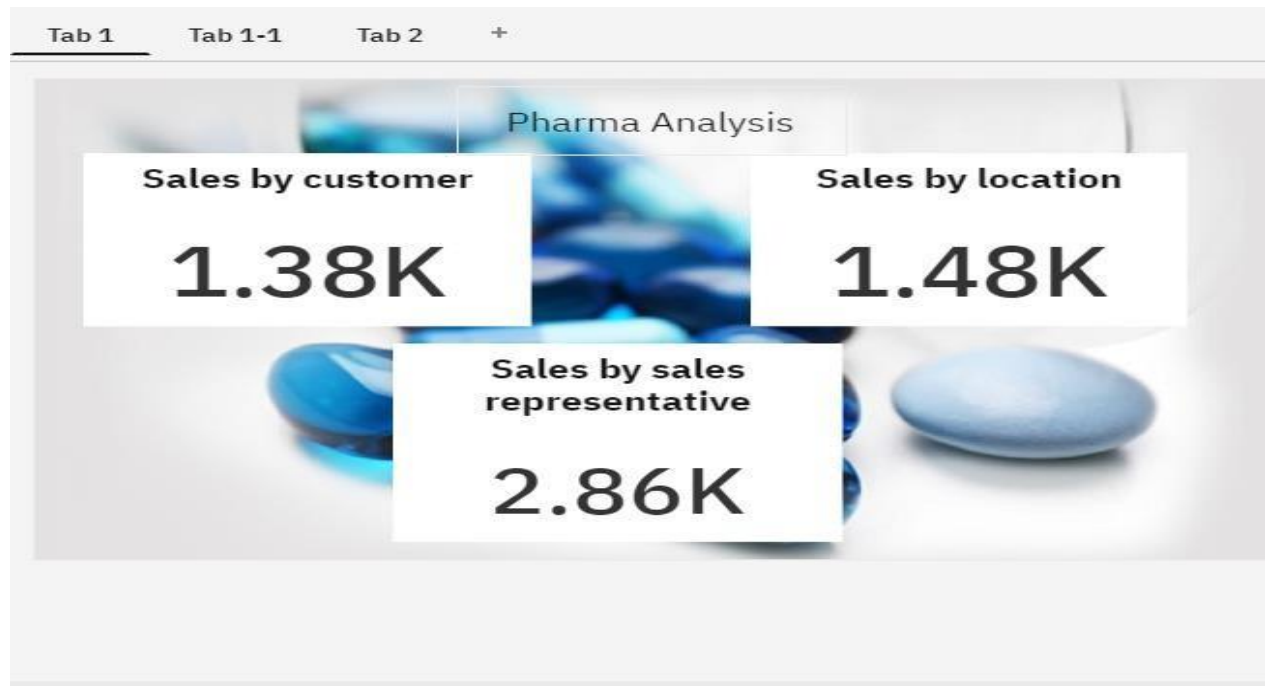 Tab 1 Tab 1-1 Tab 2 +
Pharma Analysis
Sales by customer
1.38K
Sales by location
1.48K
Sales by sales
representative
2.86K